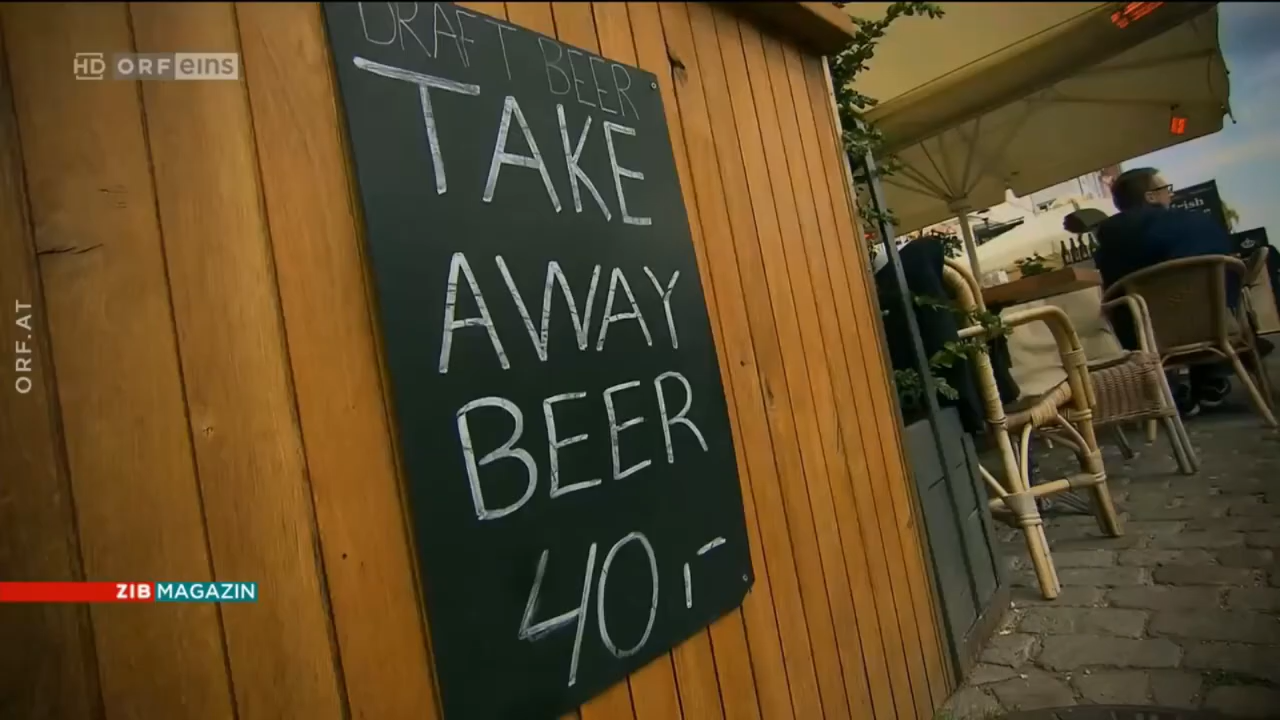 HD ORF eins
DRAFT BEER
TAKE
AWAY
BEER
40,-
ORF.AT
ZIB MAGAZIN